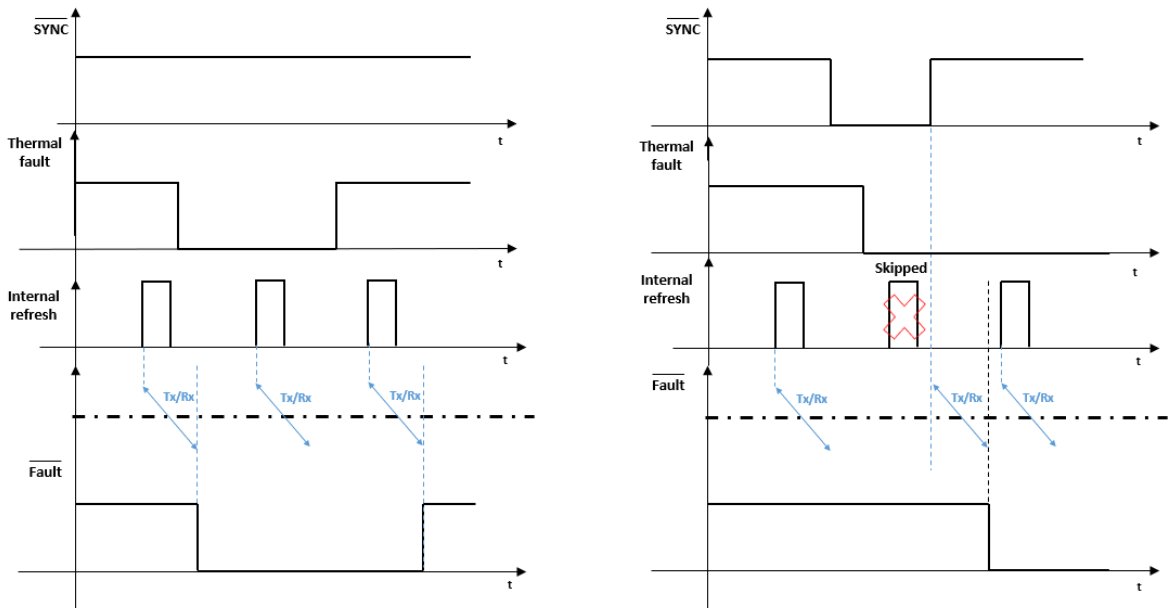 SYNC
t
Thermal
fault
t
Internal
refresh
t
Tx/Rx
Tx/Rx
Tx/Rx
Fault
t
SYNC
t
Thermal
fault
t
Skipped
Internal
refresh
t
Fault
Tx/Rx
Tx/Rx
Tx/Rx
t